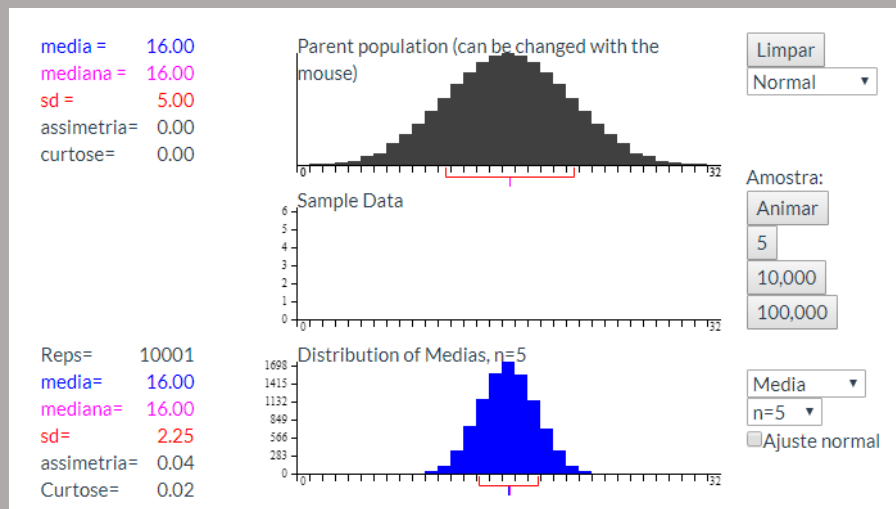 media = 16.00
mediana = 16.00
sd = 5.00
assimetria= 0.00
curtose= 0.00
Parent population (can be changed with the
mouse)
0 32
Limpar
Normal
Sample Data
6
5
4
3
2
1
0
0 32
Amostra:
Animar
5
10,000
100,000
Reps= 10001
media= 16.00
mediana= 16.00
sd= 2.25
assimetria= 0.04
Curtose= 0.02
Distribution of Medias, n=5
1698
1415
1132
849
566
283
0
0 32
Media
n=5
Ajuste normal